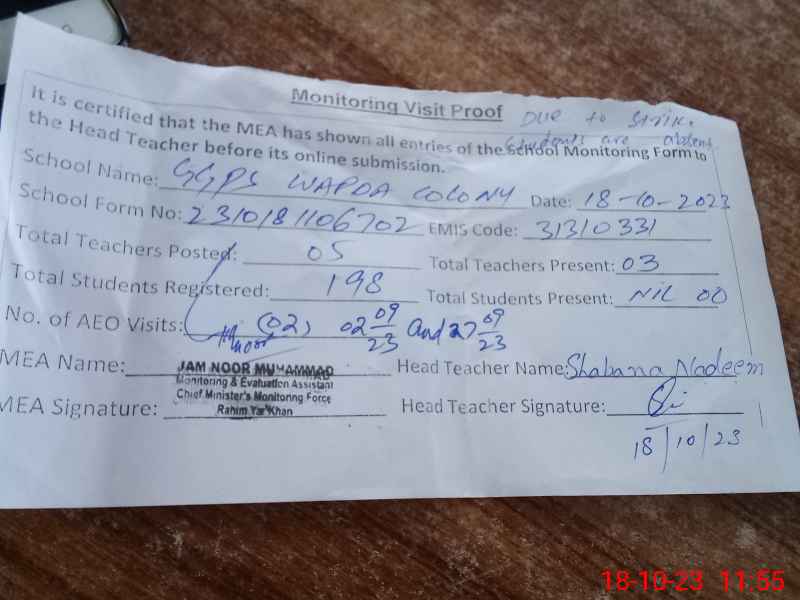 Monitoring Visit Proof Due to strike
students are absent.
it is certified that the MEA has shown all entries of the School Monitoring Form to
the Head Teacher before its online submission.
School Name: GGPS WAPDA COLONY Date: 18-10-2023
School Form No: 2310181106702 EMIS Code: 31310331
Total Teachers Posted: 05 Total Teachers Present: 03
Total Students Registered: 198 Total Students Present: NIL 00
No. of AEO Visits: (02) 02 09/23 and 27 09/23
MEA Name: JAM NOOR MUHAMMAD Head Teacher Name: Shabana Nadeem
Monitoring & Evaluation Assistant
Chief Minister's Monitoring Force
MEA Signature: Rahim Yar Khan Head Teacher Signature:
18/10/23
18-10-23 11:55